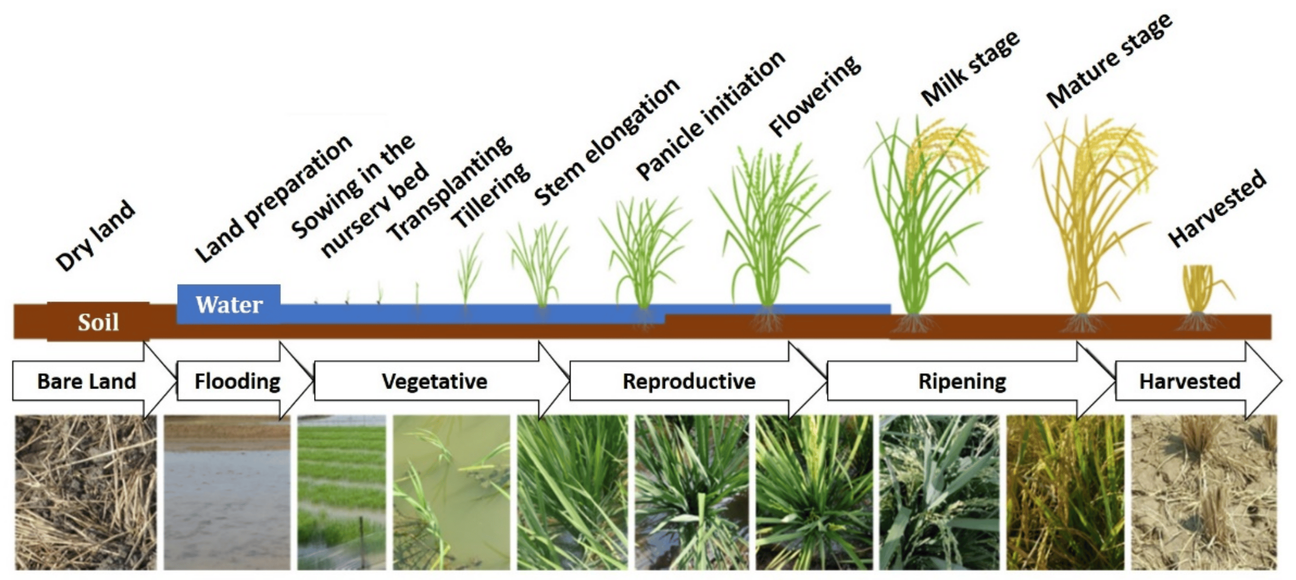 Dry land
Land preparation
Sowing in the
nurserv bed
Transplanting
Tillering
Stem elongation
Panicle initiation
Flowering
Milk stage
Mature stage
Harvested
Soil
Water
Bare Land
Flooding
Vegetative
Reproductive
Ripening
Harvested